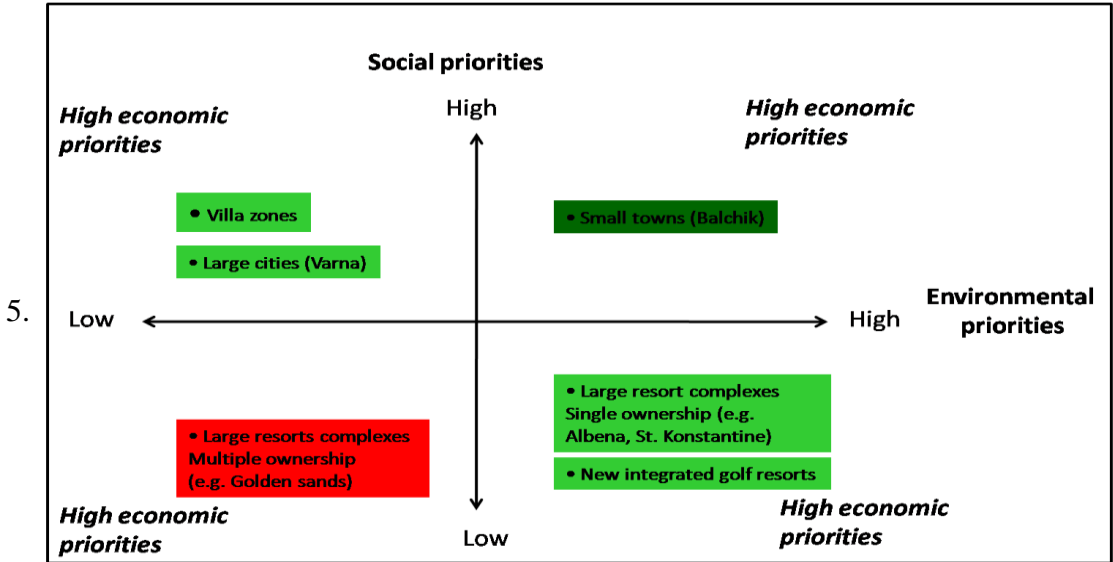 Social priorities
High economic
priorities
High
High economic
priorities
• Villa zones
• Small towns (Balchik)
• Large cities (Varna)
5.
Low
High
Environmental
priorities
• Large resort complexes
Single ownership (e.g.
Albena, St. Konstantine)
• Large resorts complexes
Multiple ownership
(e.g. Golden sands)
• New integrated golf resorts
High economic
priorities
Low
High economic
priorities